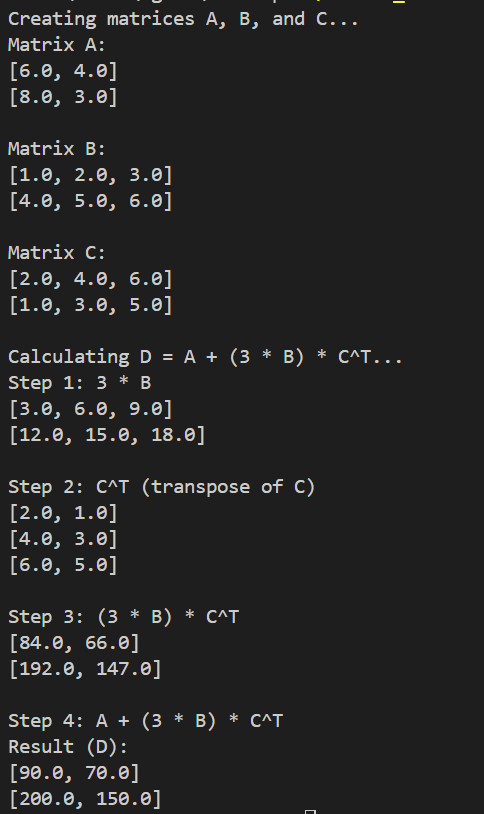 Creating matrices A, B, and C...
Matrix A:
[6.0, 4.0]
[8.0, 3.0]
Matrix B:
[1.0, 2.0, 3.0]
[4.0, 5.0, 6.0]
Matrix C:
[2.0, 4.0, 6.0]
[1.0, 3.0, 5.0]
Calculating D = A + (3 * B) * C^T...
Step 1: 3 * B
[3.0, 6.0, 9.0]
[12.0, 15.0, 18.0]
Step 2: C^T (transpose of C)
[2.0, 1.0]
[4.0, 3.0]
[6.0, 5.0]
Step 3: (3 * B) * C^T
[84.0, 66.0]
[192.0, 147.0]
Step 4: A + (3 * B) * C^T
Result (D):
[90.0, 70.0]
[200.0, 150.0]